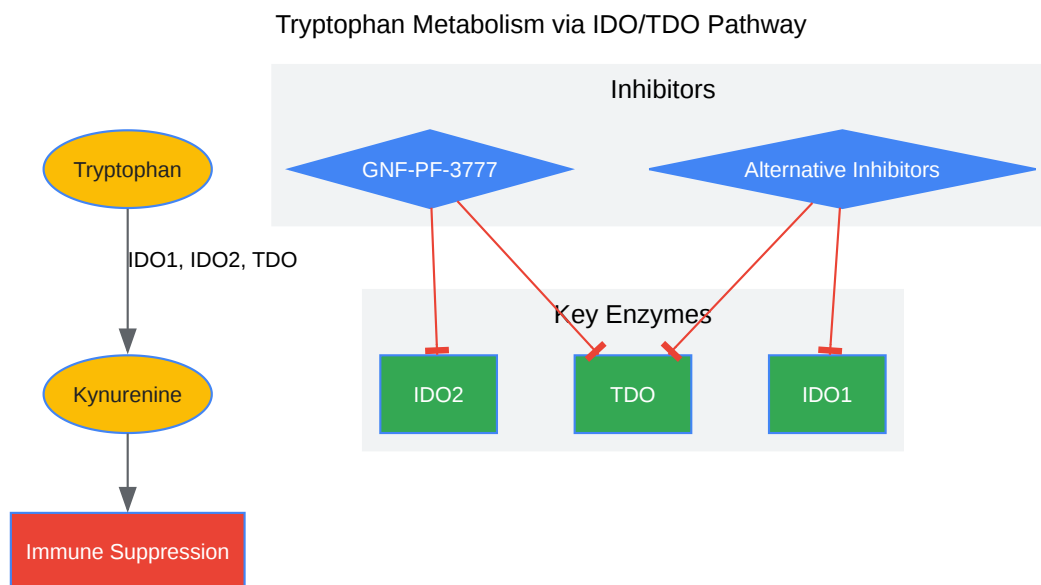 Tryptophan Metabolism via IDO/TDO Pathway
Inhibitors
Tryptophan
GNF-PF-3777
Alternative Inhibitors
IDO1, IDO2, TDO
Key Enzymes
Kynurenine
IDO2
TDO
IDO1
Immune Suppression